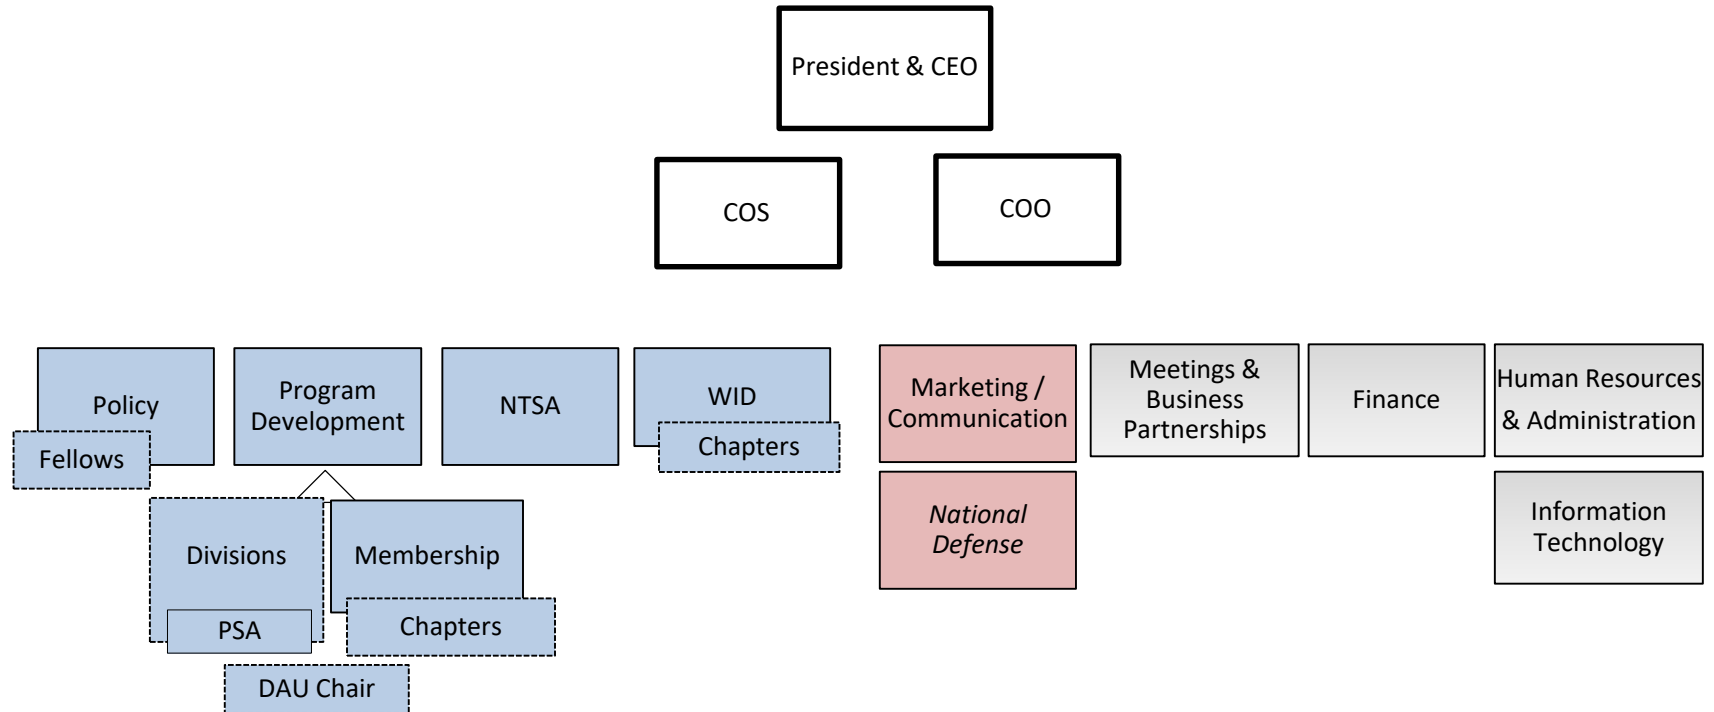 President & CEO
COS
COO
Policy
Fellows
Program
Development
NTSA
WID
Chapters
Marketing /
Communication
Meetings &
Business
Partnerships
Finance
Human Resources
& Administration
Divisions
PSA
Membership
Chapters
DAU Chair
National
Defense
Information
Technology